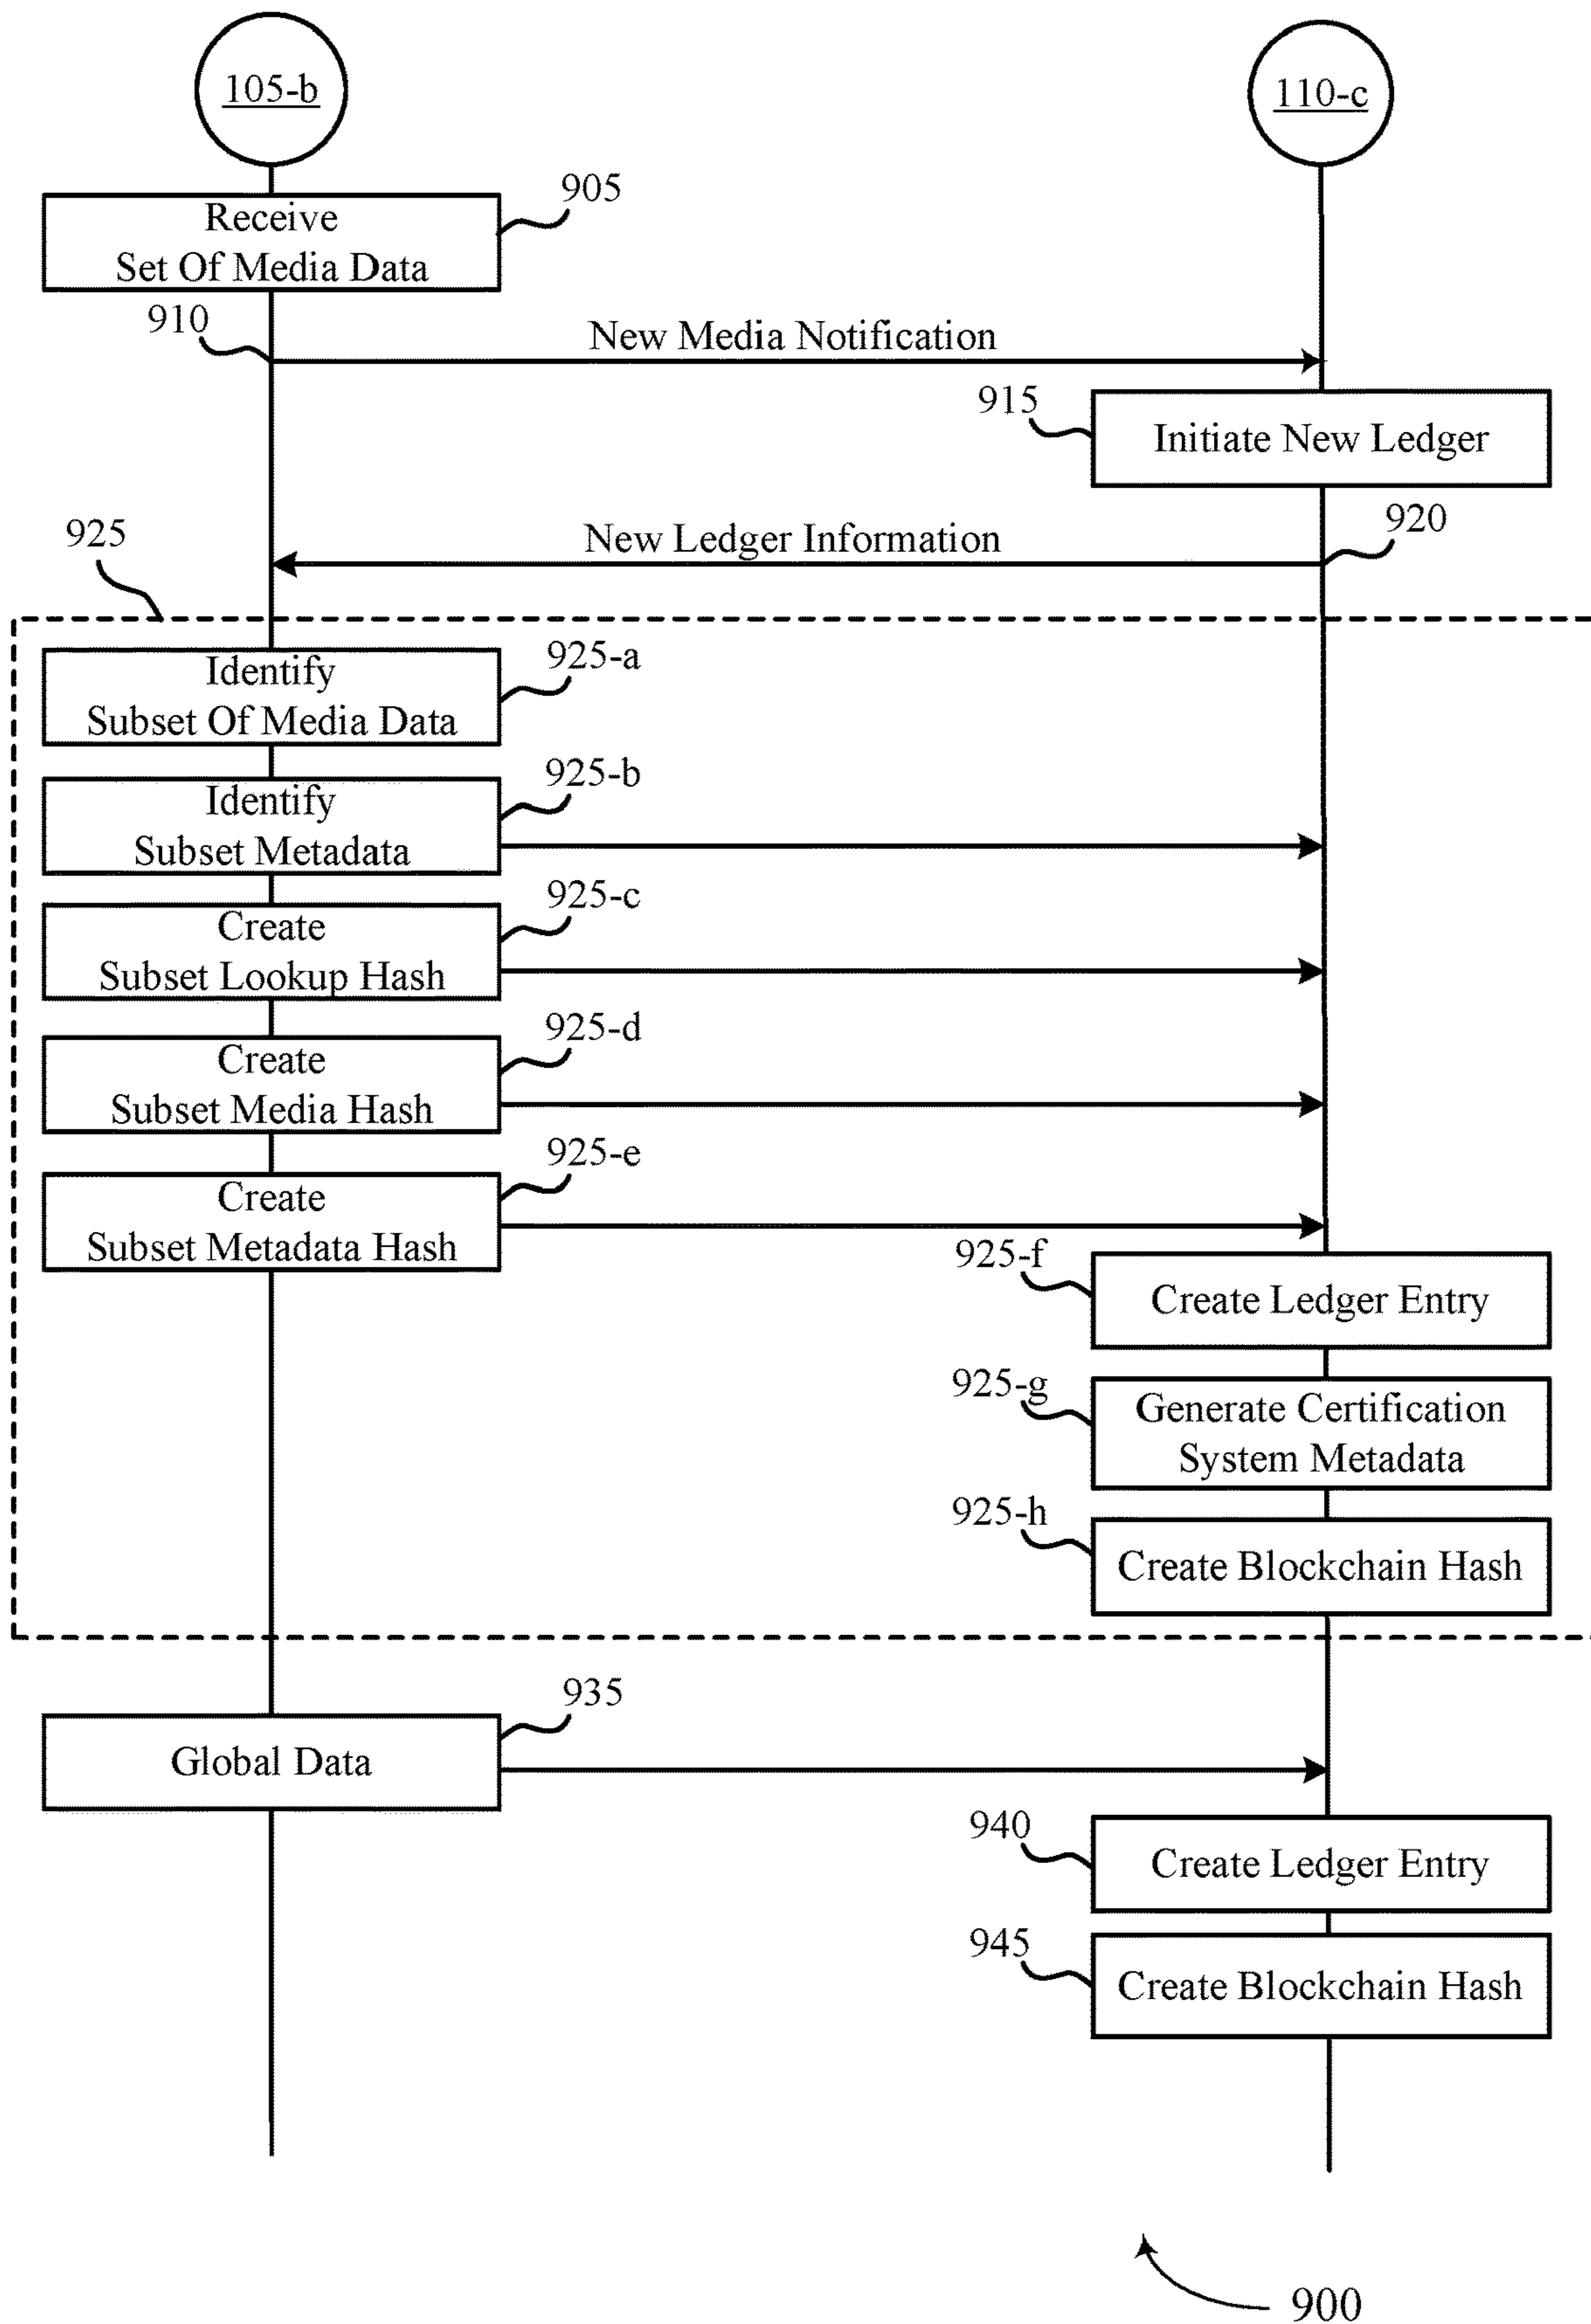 105-b
110-c
905
Receive
Set Of Media Data
910
New Media Notification
915
Initiate New Ledger
925
New Ledger Information
920
Identify
Subset Of Media Data
925-a
Identify
Subset Metadata
925-b
Create
Subset Lookup Hash
925-c
Create
Subset Media Hash
925-d
Create
Subset Metadata Hash
925-e
925-f
Create Ledger Entry
925-g
Generate Certification
System Metadata
925-h
Create Blockchain Hash
935
Global Data
940
Create Ledger Entry
945
Create Blockchain Hash
900